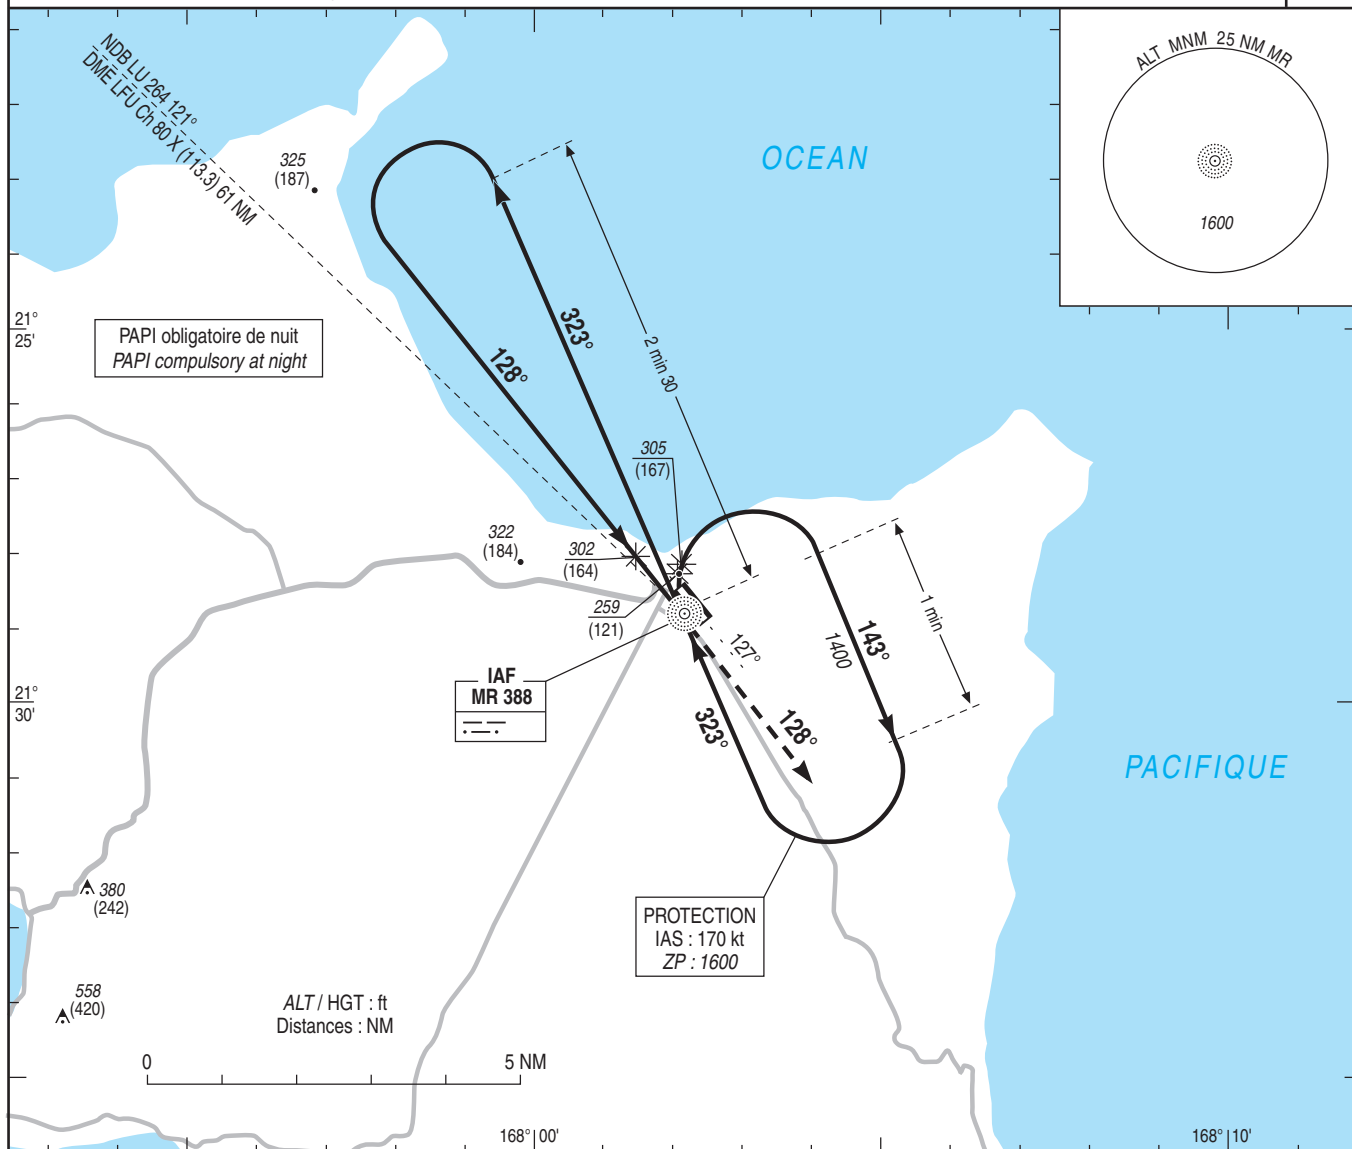 NDB LU 264 121°
DME LFU Ch 80 X (113.3) 61 NM
ALT MNM 25 NM MR
1600
OCEAN
325
(187)
21°
25'
PAPI obligatoire de nuit
PAPI compulsory at night
323°
128°
2 min 30
305
(167)
322
(184)
302
(164)
259
(121)
1 min
127°
143°
1400
IAF
MR 388
21°
30'
323°
128°
PACIFIQUE
380
(242)
PROTECTION
IAS : 170 kt
ZP : 1600
558
(420)
ALT / HGT : ft
Distances : NM
0
5 NM
168° 00'
168° 10'